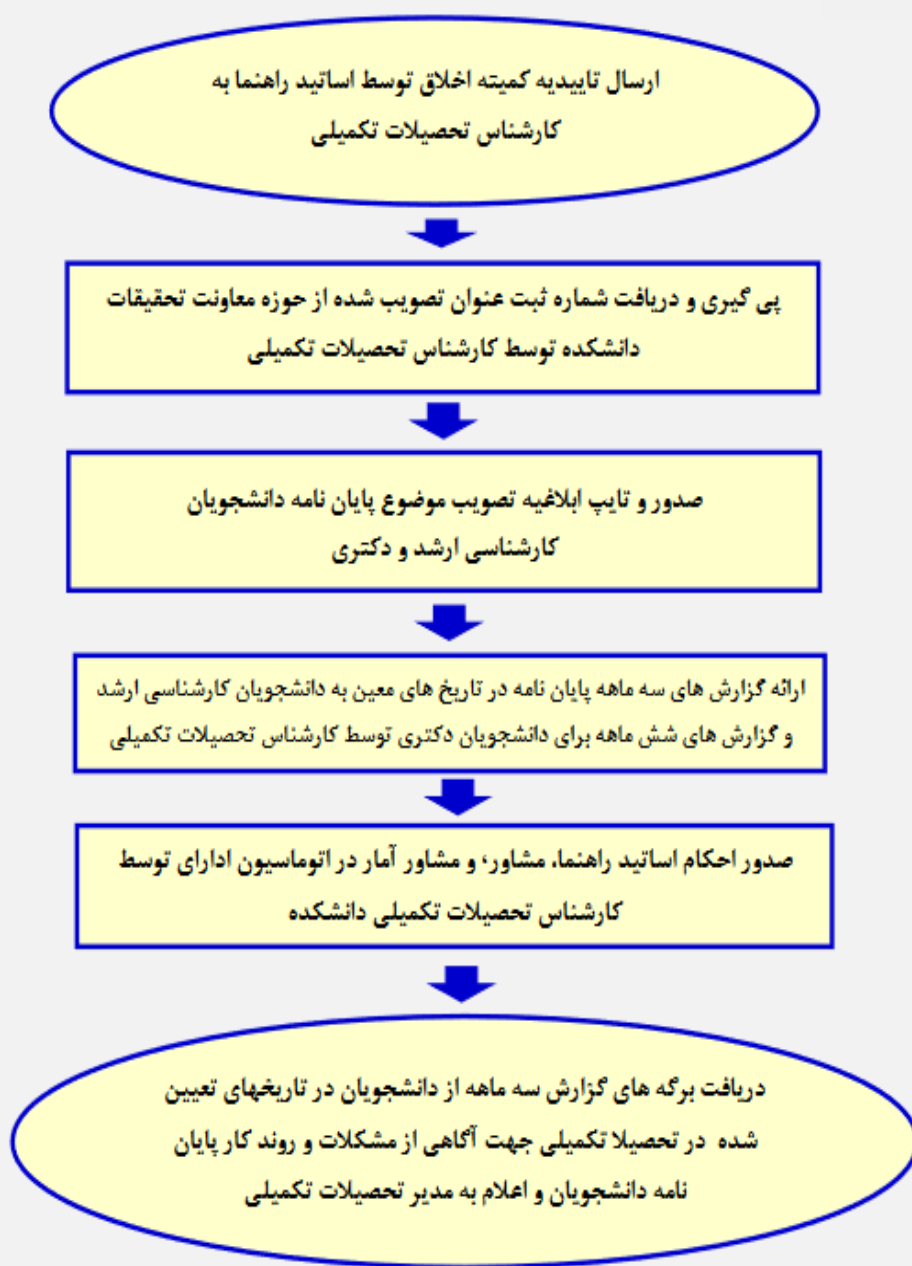 ارسال تاییدیه کمیته اخلاق توسط اساتید راهنما به
کارشناس تحصیلات تکمیلی
پی گیری و دریافت شماره ثبت عنوان تصویب شده از حوزه معاونت تحقیقات
دانشکده توسط کارشناس تحصیلات تکمیلی
صدور و تایپ ابلاغیه تصویب موضوع پایان نامه دانشجویان
کارشناسی ارشد و دکتری
ارائه گزارش های سه ماهه پایان نامه در تاریخ های معین به دانشجویان کارشناسی ارشد
و گزارش های شش ماهه برای دانشجویان دکتری توسط کارشناس تحصیلات تکمیلی
صدور احکام اساتید راهنما، مشاور، و مشاور آمار در اتوماسیون ادارای توسط
کارشناس تحصیلات تکمیلی دانشکده
دریافت برگه های گزارش سه ماهه از دانشجویان در تاریخهای تعیین
شده در تحصیلا تکمیلی جهت آگاهی از مشکلات و روند کار پایان
نامه دانشجویان و اعلام به مدیر تحصیلات تکمیلی